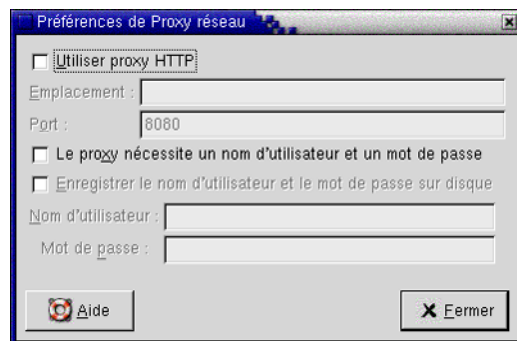 Préférences de Proxy réseau
Utiliser proxy HTTP
Emplacement :
Port : 8080
Le proxy nécessite un nom d'utilisateur et un mot de passe
Enregistrer le nom d'utilisateur et le mot de passe sur disque
Nom d'utilisateur :
Mot de passe :
Aide Fermer